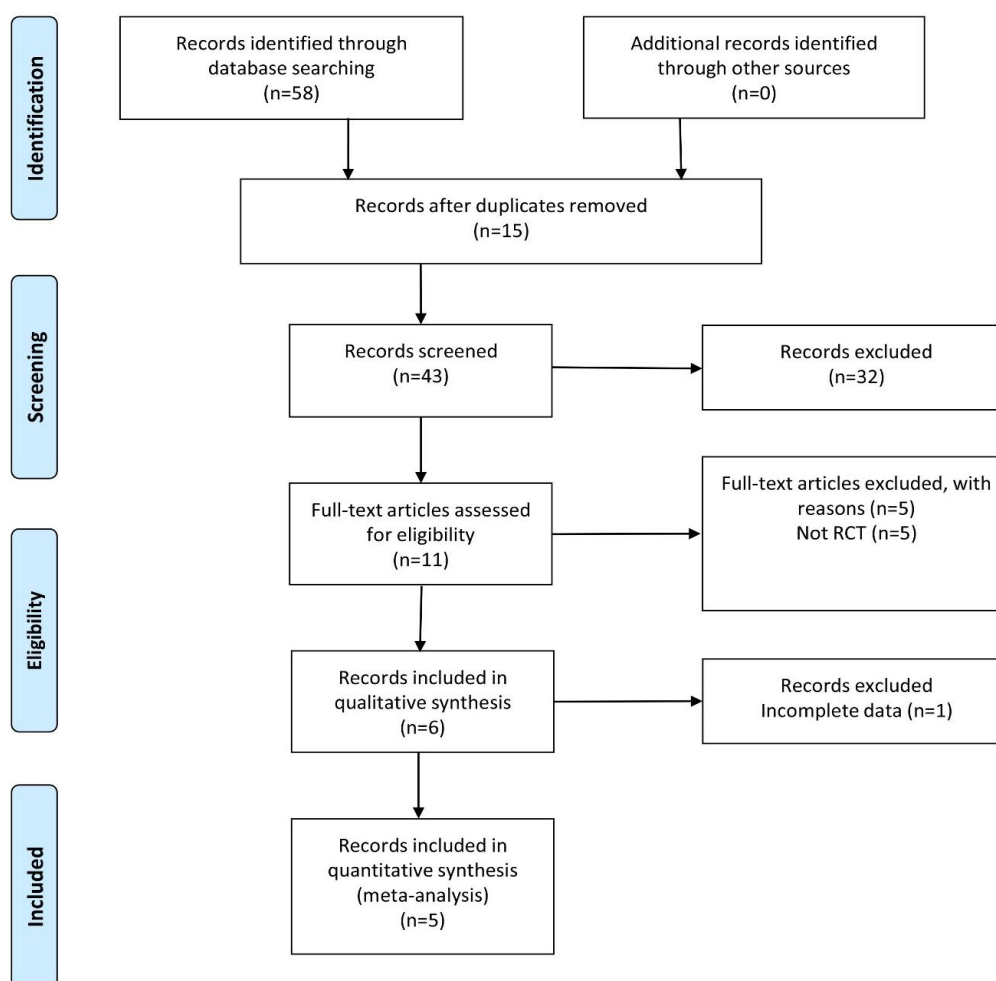 Identification
Records identified through
database searching
(n=58)
Additional records identified
through other sources
(n=0)
Records after duplicates removed
(n=15)
Screening
Records screened
(n=43)
Records excluded
(n=32)
Eligibility
Full-text articles assessed
for eligibility
(n=11)
Full-text articles excluded, with
reasons (n=5)
Not RCT (n=5)
Records included in
qualitative synthesis
(n=6)
Records excluded
Incomplete data (n=1)
Included
Records included in
quantitative synthesis
(meta-analysis)
(n=5)